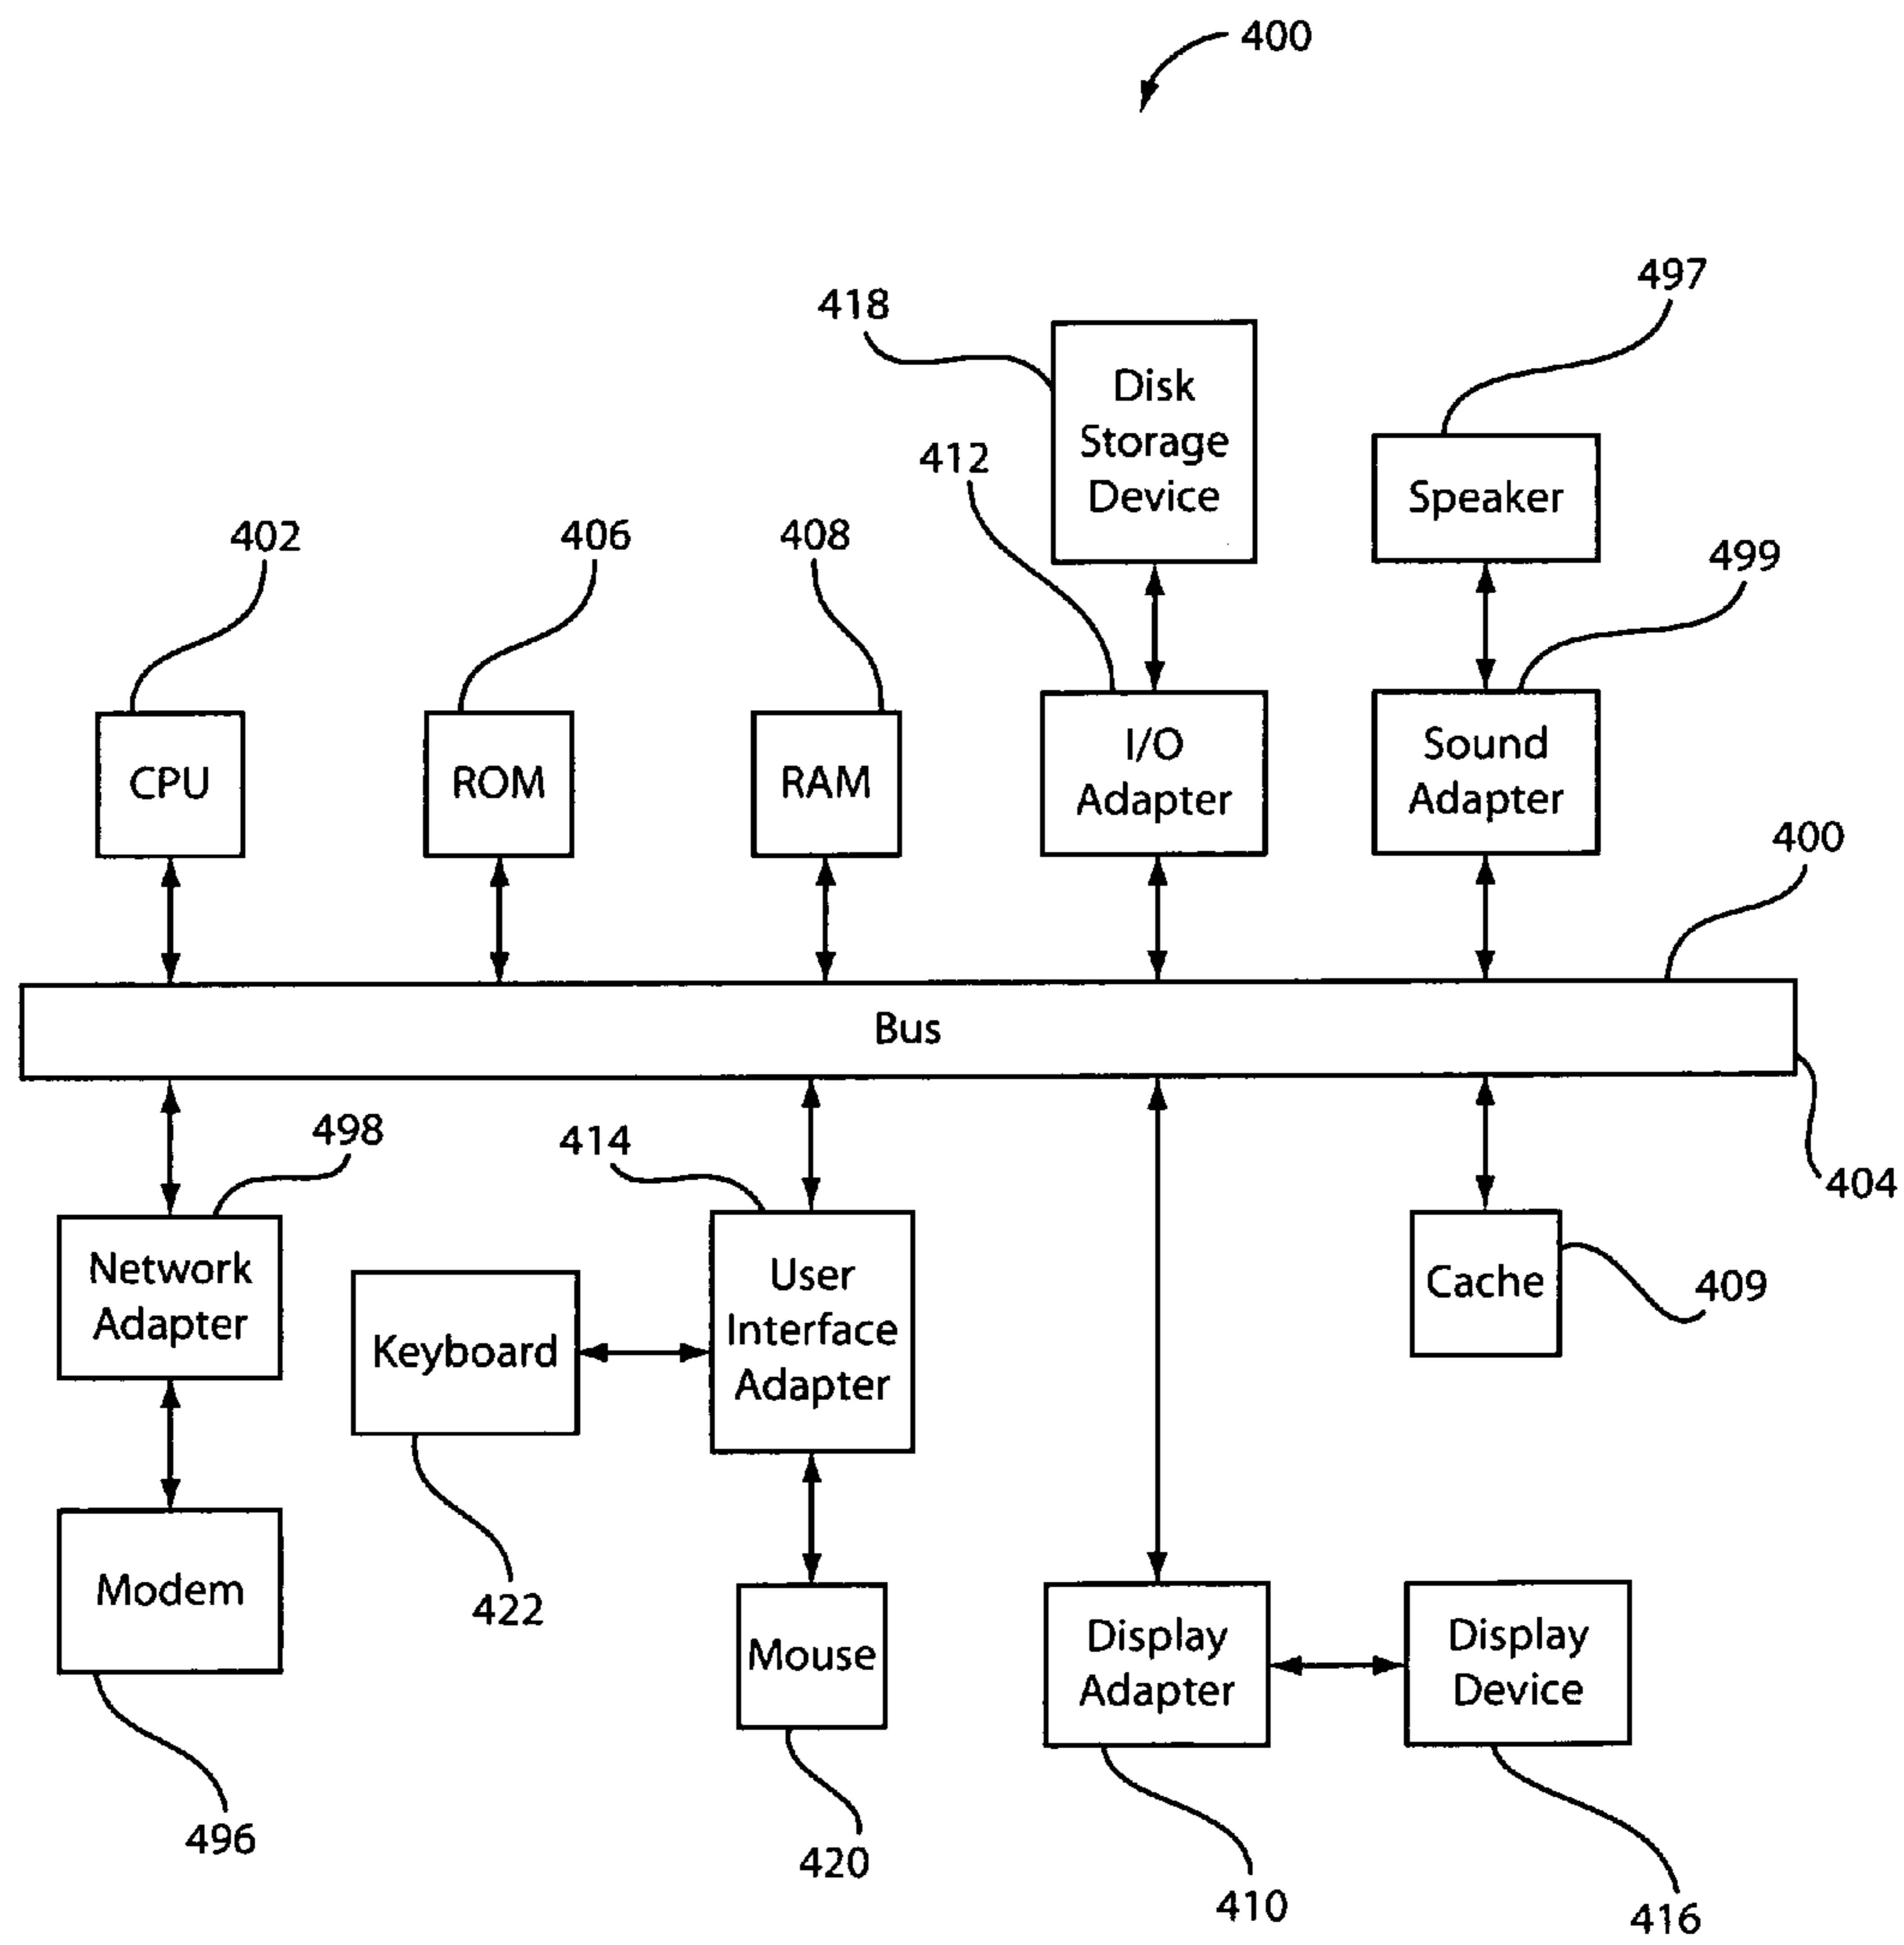 400
497
418
Disk
Storage
Device
412
Speaker
402
406
408
499
CPU
ROM
RAM
I/O
Adapter
Sound
Adapter
400
Bus
498
414
404
Network
Adapter
Keyboard
User
Interface
Adapter
Cache
409
Modem
422
Mouse
Display
Adapter
Display
Device
496
420
410
416